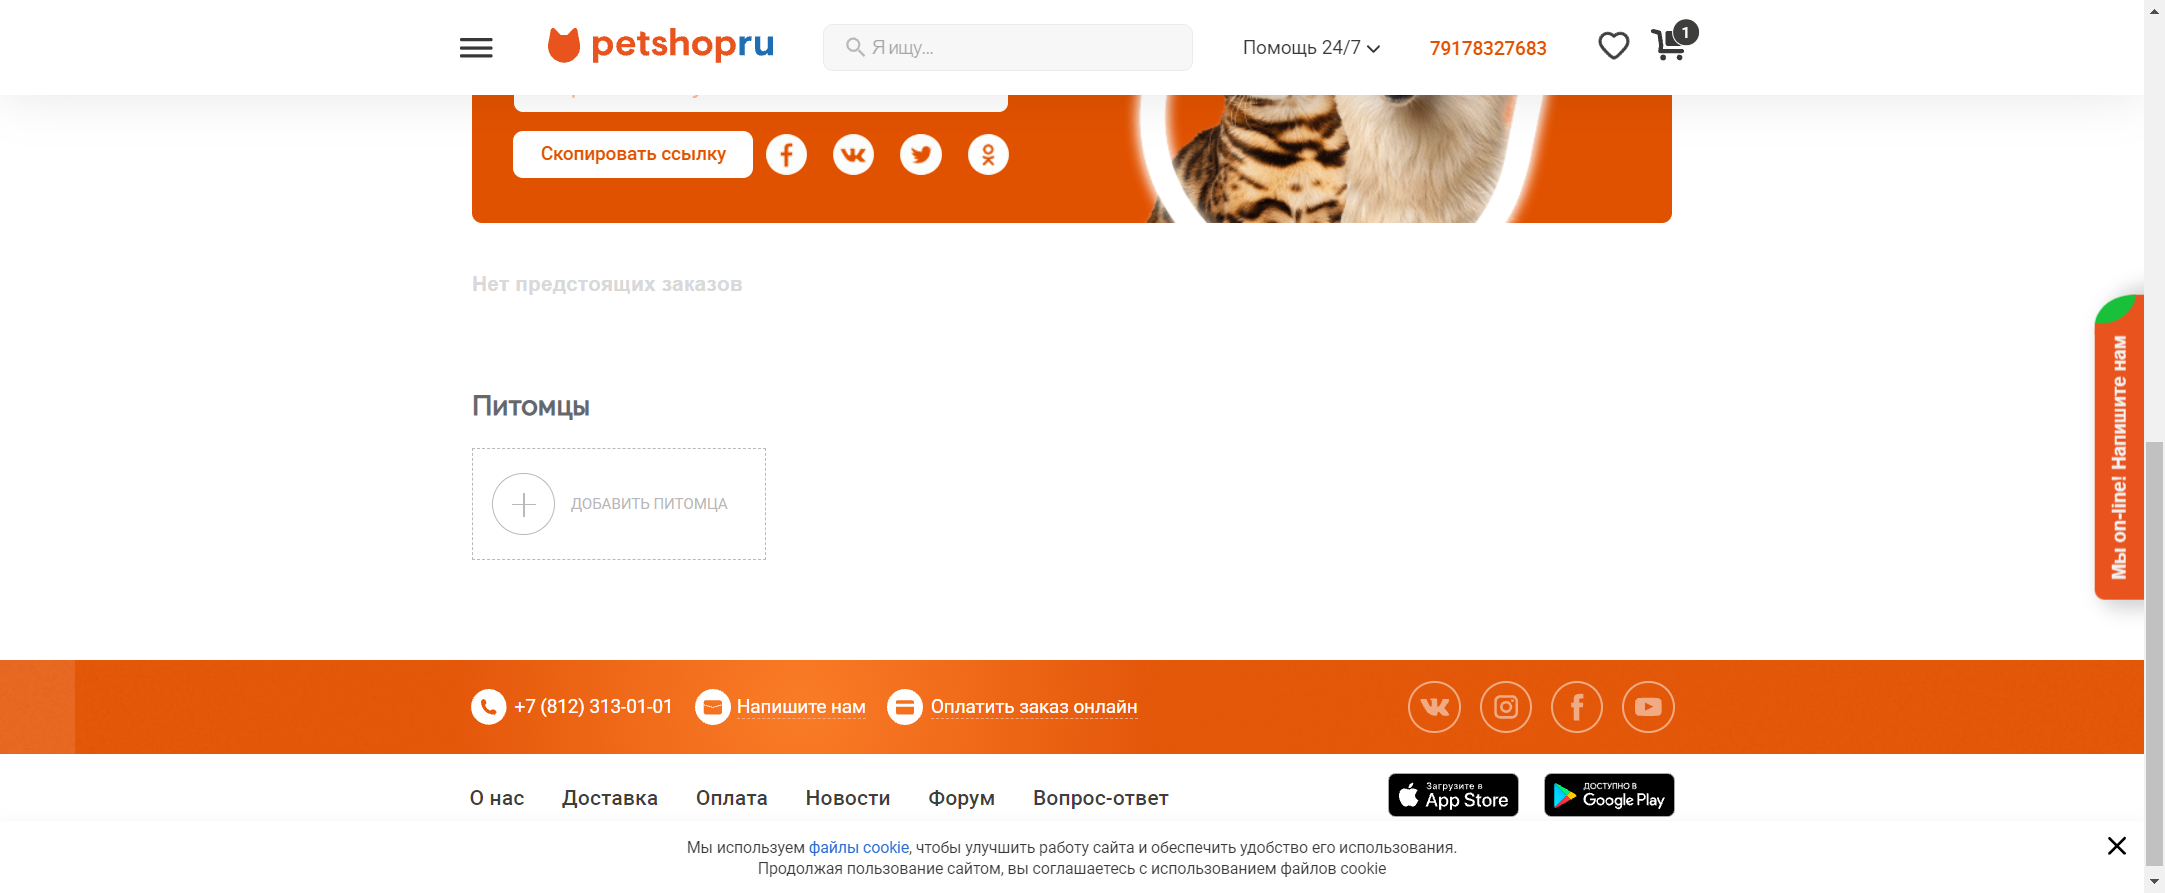 petshopru
Я ищу...
Помощь 24/7
79178327683
1
Скопировать ссылку
Нет предстоящих заказов
Питомцы
ДОБАВИТЬ ПИТОМЦА
Мы on-line! Напишите нам
+7 (812) 313-01-01
Напишите нам
Оплатить заказ онлайн
О нас
Доставка
Оплата
Новости
Форум
Вопрос-ответ
Загрузите в
App Store
ДОСТУПНО В
Google Play
Мы используем файлы cookie, чтобы улучшить работу сайта и обеспечить удобство его использования.
Продолжая пользование сайтом, вы соглашаетесь с использованием файлов cookie